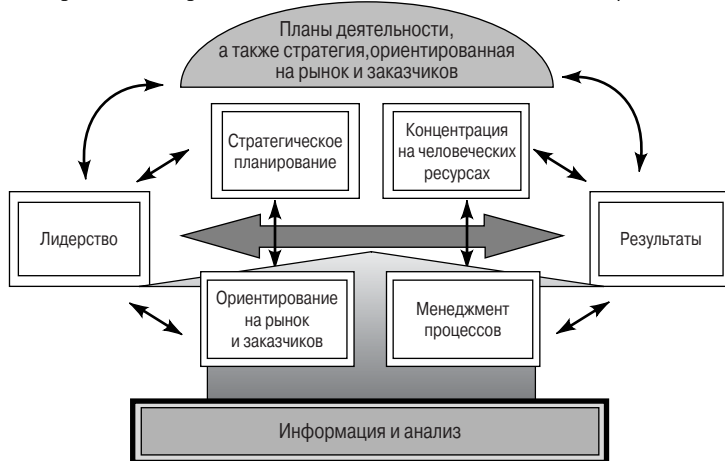 Планы деятельности,
а также стратегия,ориентированная
на рынок и заказчиков
Стратегическое
планирование
Концентрация
на человеческих
ресурсах
Лидерство
Результаты
Ориентирование
на рынок
и заказчиков
Менеджмент
процессов
Информация и анализ